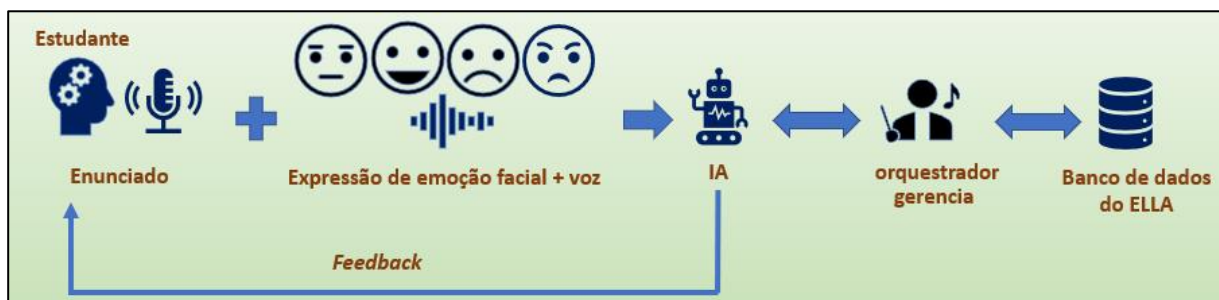 Estudante
Enunciado
Expressão de emoção facial + voz
IA
orquestrador
gerencia
Banco de dados
do ELLA
Feedback